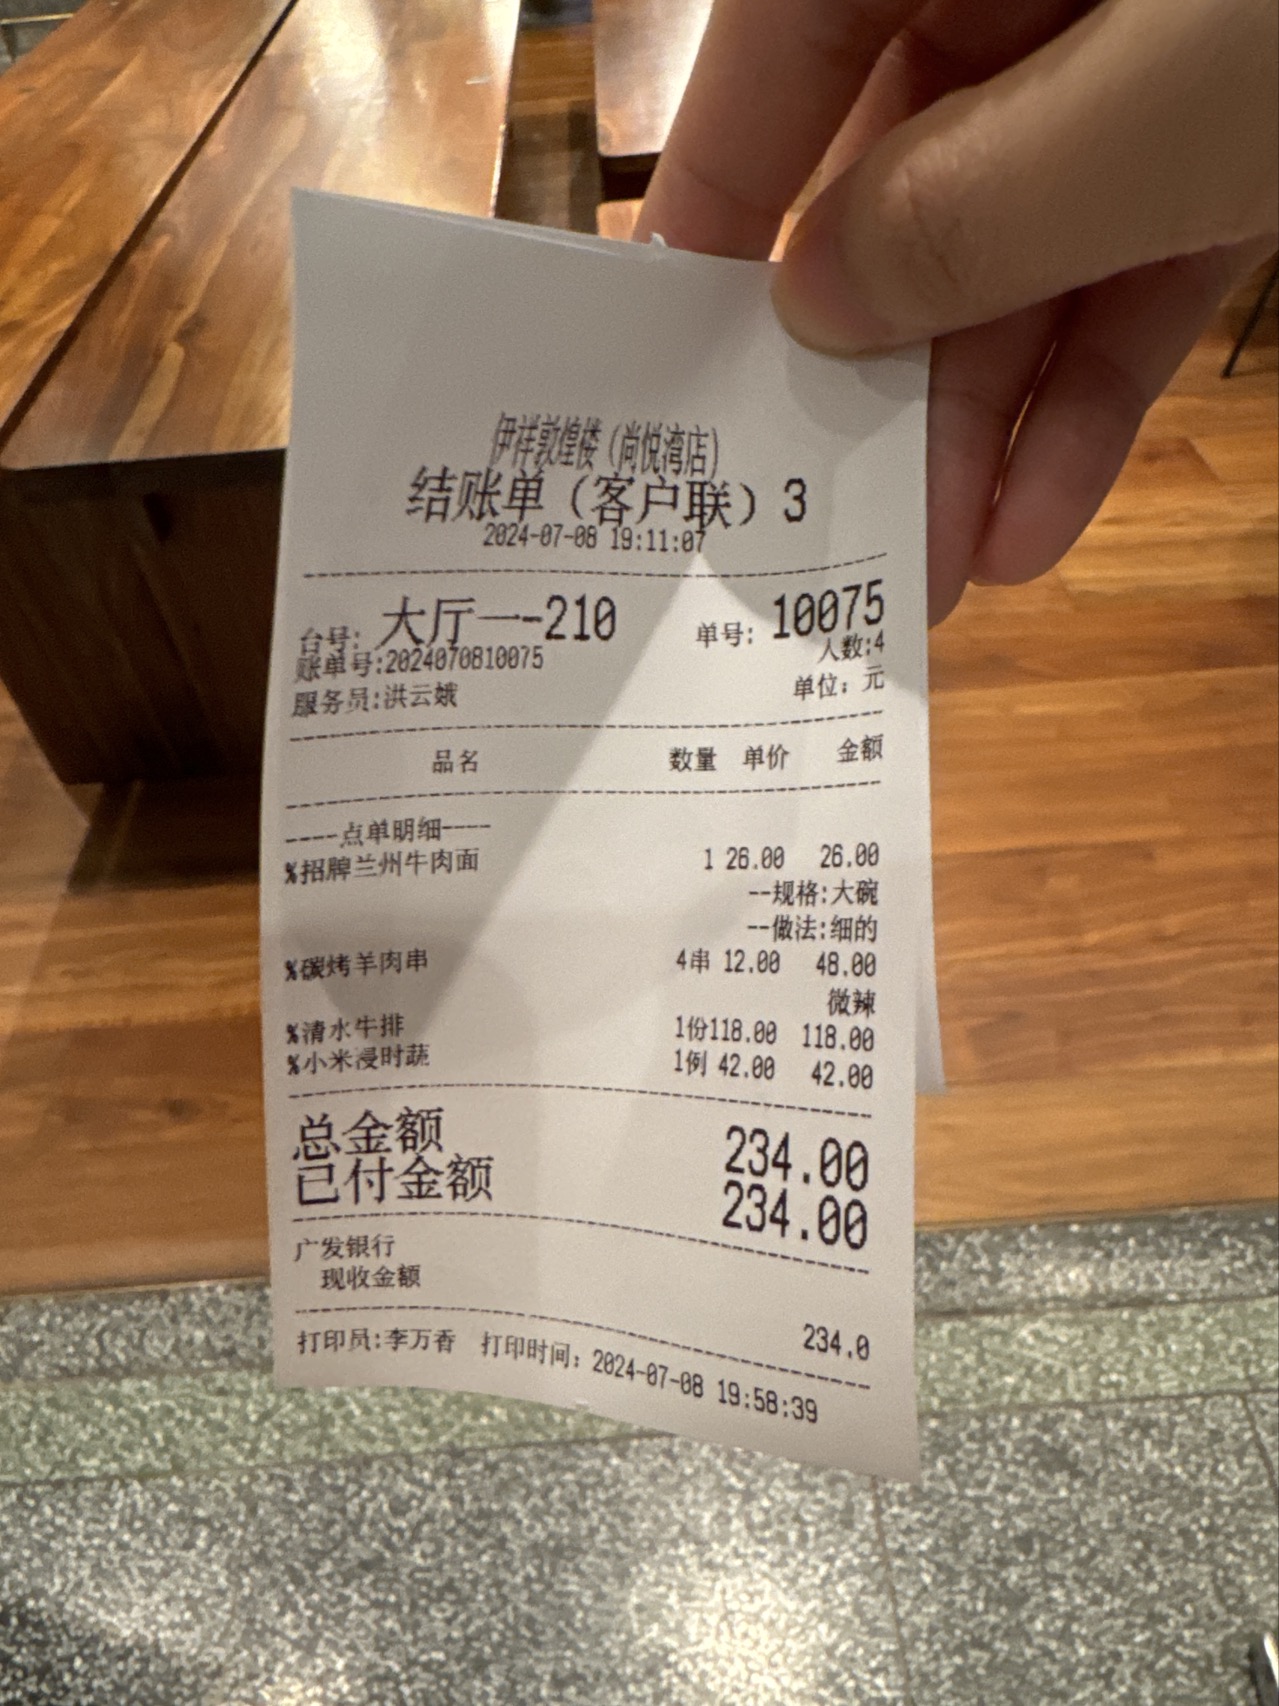 伊祥敦煌楼（尚悦湾店）
结账单（客户联）3
2024-07-08 19:11:07
台号: 大厅一-210 单号: 10075
账单号:2024070810075 人数:4
服务员:洪云娥 单位: 元
品名 数量 单价 金额
----点单明细----
%招牌兰州牛肉面 1 26.00 26.00
--规格:大碗
--做法:细的
%碳烤羊肉串 4串 12.00 48.00
微辣
%清水牛排 1份118.00 118.00
%小米浸时蔬 1例 42.00 42.00
总金额 234.00
已付金额 234.00
广发银行
现收金额 234.0
打印员:李万香 打印时间: 2024-07-08 19:58:39